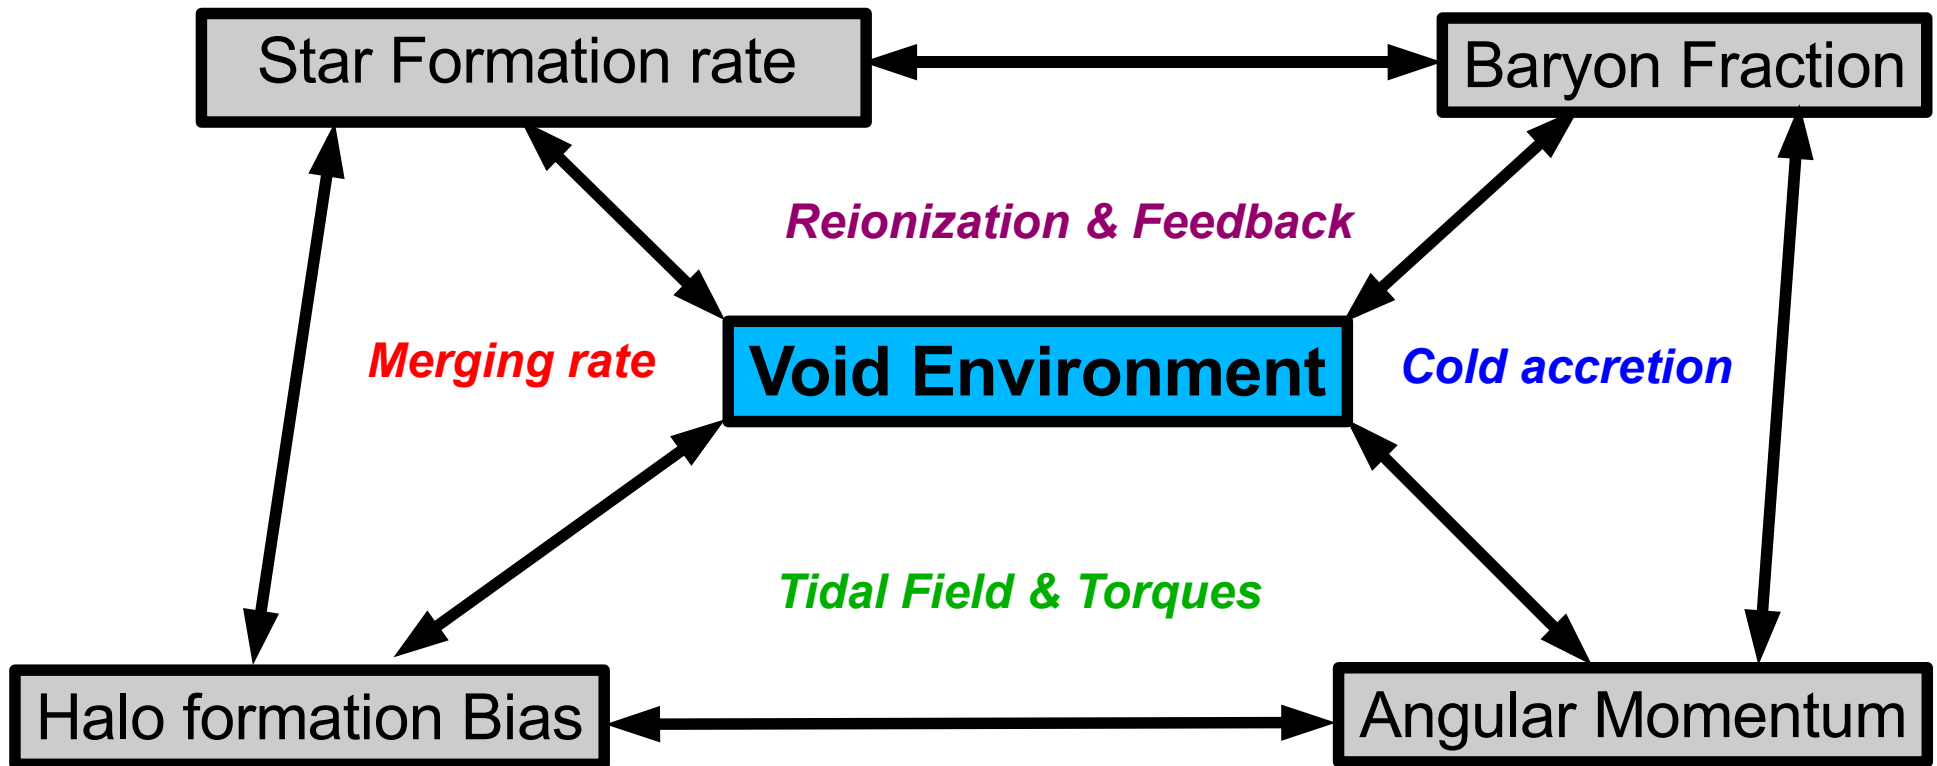 Star Formation rate
Baryon Fraction
Reionization & Feedback
Merging rate
Void Environment
Cold accretion
Tidal Field & Torques
Halo formation Bias
Angular Momentum